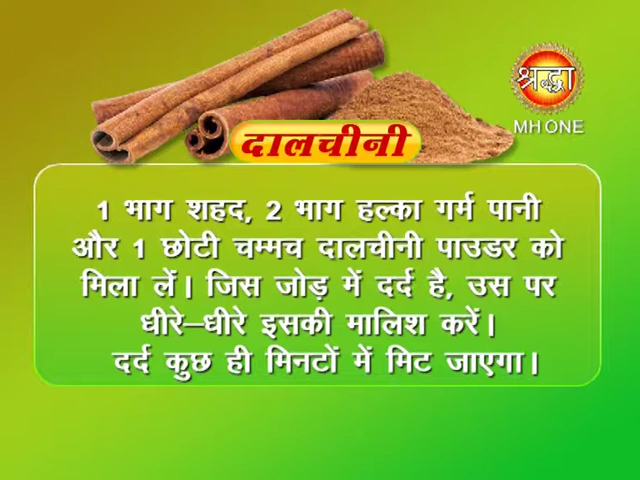 श्रद्धा
MH ONE
दालचीनी
1 भाग शहद, 2 भाग हल्का गर्म पानी
और 1 छोटी चम्मच दालचीनी पाउडर को
मिला लें। जिस जोड़ में दर्द है, उस पर
धीरे–धीरे इसकी मालिश करें।
दर्द कुछ ही मिनटों में मिट जाएगा।